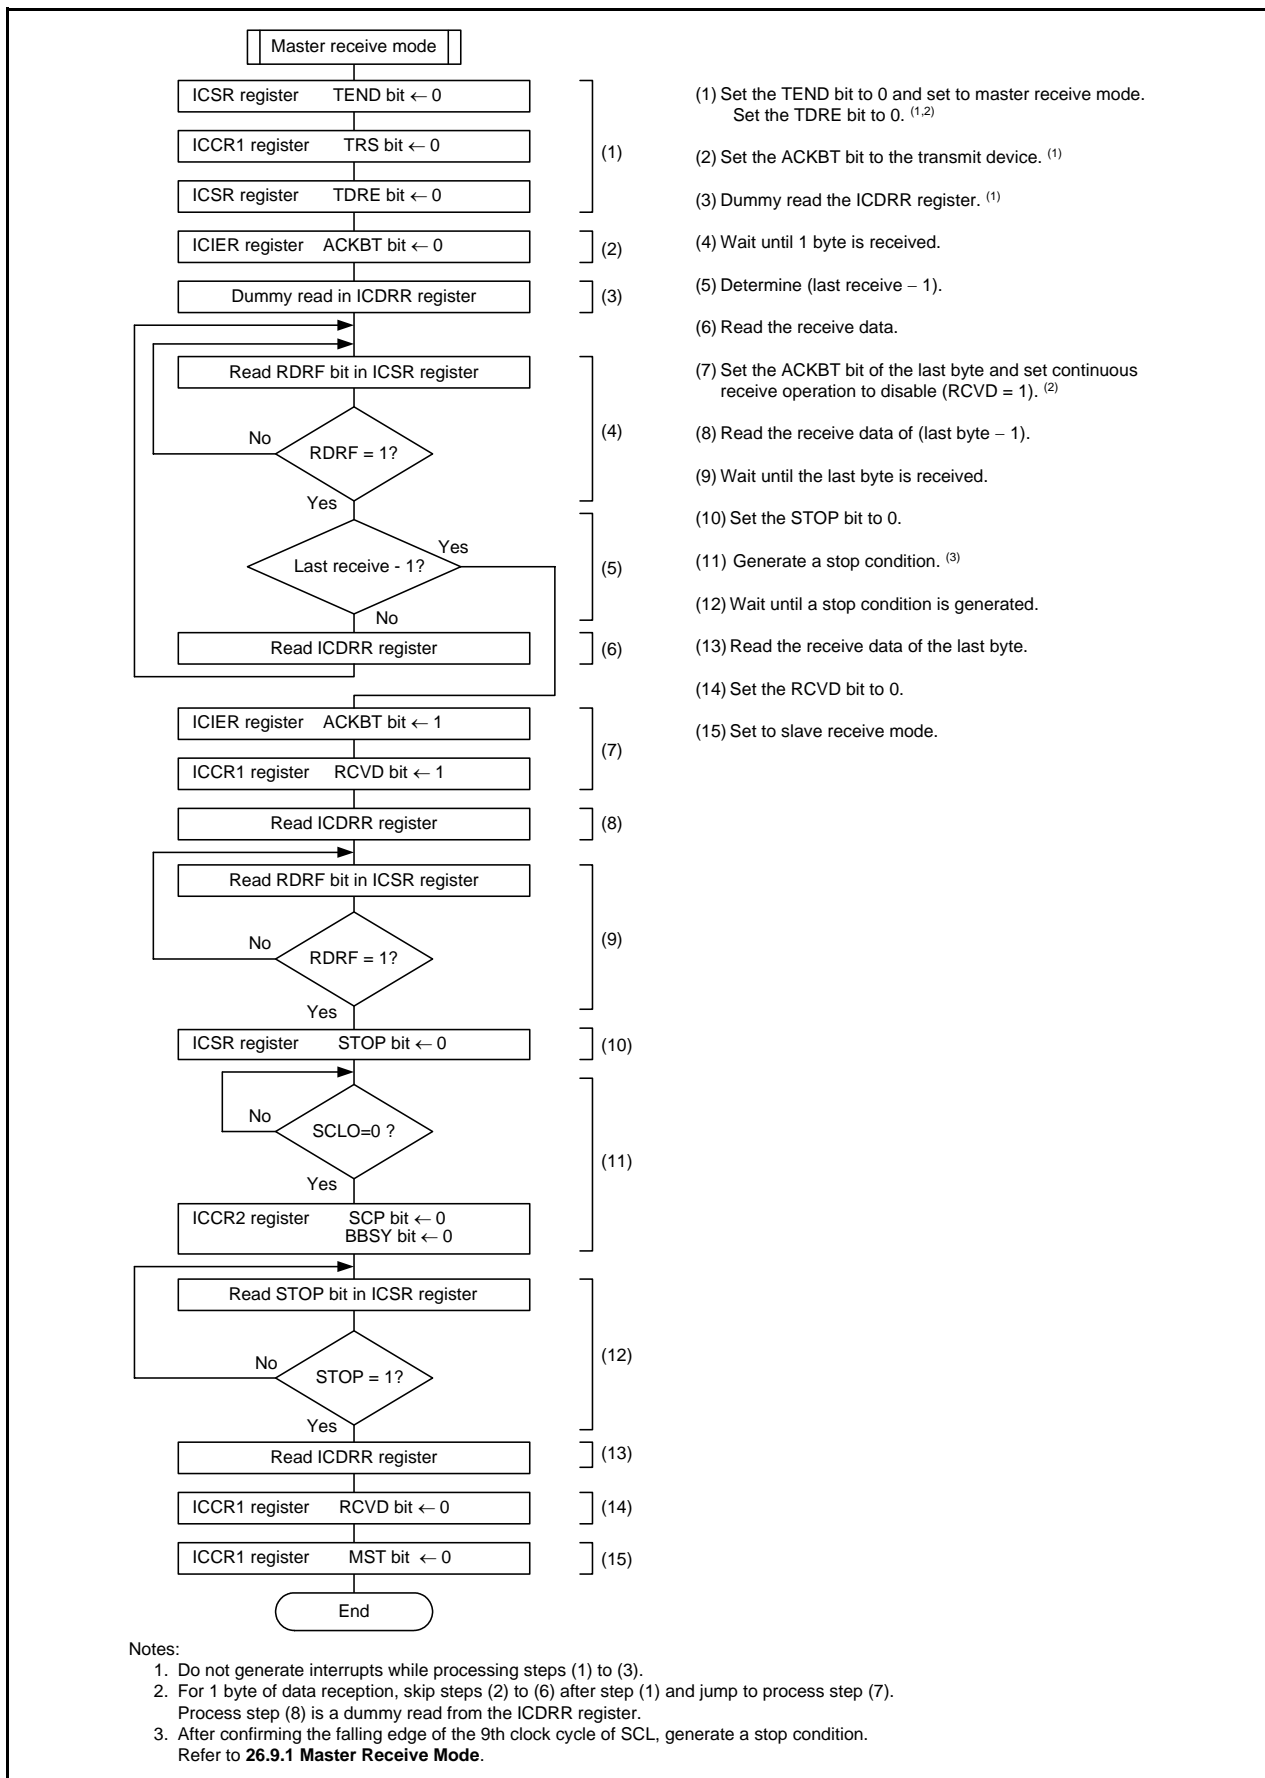 Master receive mode
ICSR register TEND bit ← 0
ICCR1 register TRS bit ← 0
ICSR register TDRE bit ← 0
(1)
ICIER register ACKBT bit ← 0
(2)
Dummy read in ICDRR register
(3)
Read RDRF bit in ICSR register
No
RDRF = 1?
(4)
Yes
Last receive - 1?
Yes
(5)
No
Read ICDRR register
(6)
ICIER register ACKBT bit ← 1
ICCR1 register RCVD bit ← 1
(7)
Read ICDRR register
(8)
Read RDRF bit in ICSR register
No
RDRF = 1?
(9)
Yes
ICSR register STOP bit ← 0
(10)
No
SCLO=0 ?
(11)
Yes
ICCR2 register SCP bit ← 0
BBSY bit ← 0
Read STOP bit in ICSR register
No
STOP = 1?
(12)
Yes
Read ICDRR register
(13)
ICCR1 register RCVD bit ← 0
(14)
ICCR1 register MST bit ← 0
(15)
End
(1) Set the TEND bit to 0 and set to master receive mode.
Set the TDRE bit to 0. (1,2)
(2) Set the ACKBT bit to the transmit device. (1)
(3) Dummy read the ICDRR register. (1)
(4) Wait until 1 byte is received.
(5) Determine (last receive − 1).
(6) Read the receive data.
(7) Set the ACKBT bit of the last byte and set continuous
receive operation to disable (RCVD = 1). (2)
(8) Read the receive data of (last byte − 1).
(9) Wait until the last byte is received.
(10) Set the STOP bit to 0.
(11) Generate a stop condition. (3)
(12) Wait until a stop condition is generated.
(13) Read the receive data of the last byte.
(14) Set the RCVD bit to 0.
(15) Set to slave receive mode.
Notes:
1. Do not generate interrupts while processing steps (1) to (3).
2. For 1 byte of data reception, skip steps (2) to (6) after step (1) and jump to process step (7).
Process step (8) is a dummy read from the ICDRR register.
3. After confirming the falling edge of the 9th clock cycle of SCL, generate a stop condition.
Refer to 26.9.1 Master Receive Mode.